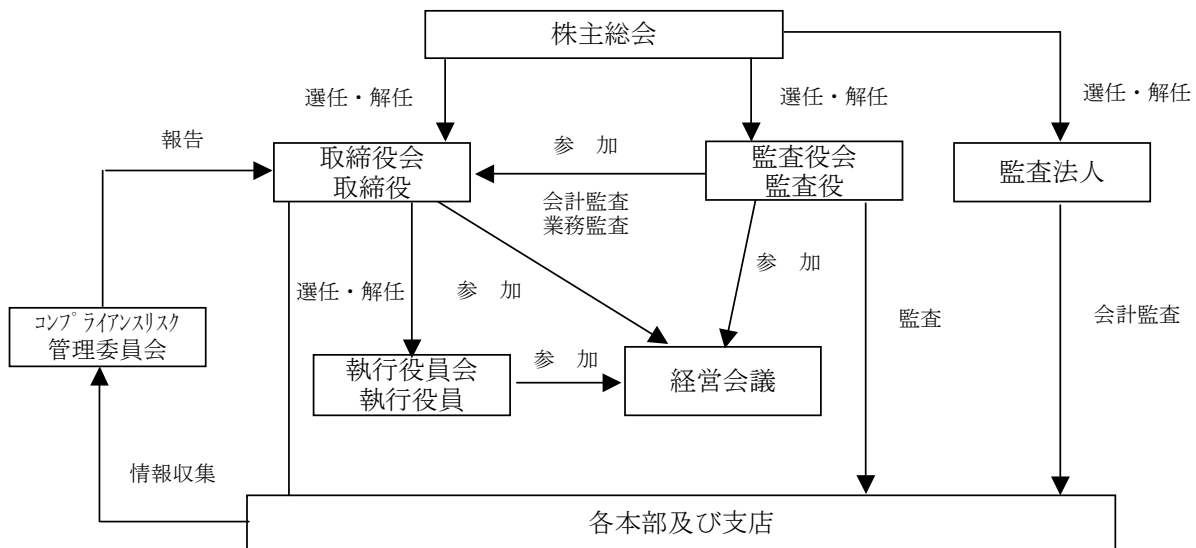 株主総会
選任・解任
選任・解任
選任・解任
報告
取締役会
取締役
参　加
会計監査
業務監査
監査役会
監査役
監査法人
選任・解任
参　加
参　加
監査
会計監査
ｺﾝﾌﾟﾗｲｱﾝｽﾘｽｸ
管理委員会
執行役員会
執行役員
参　加
経営会議
情報収集
各本部及び支店